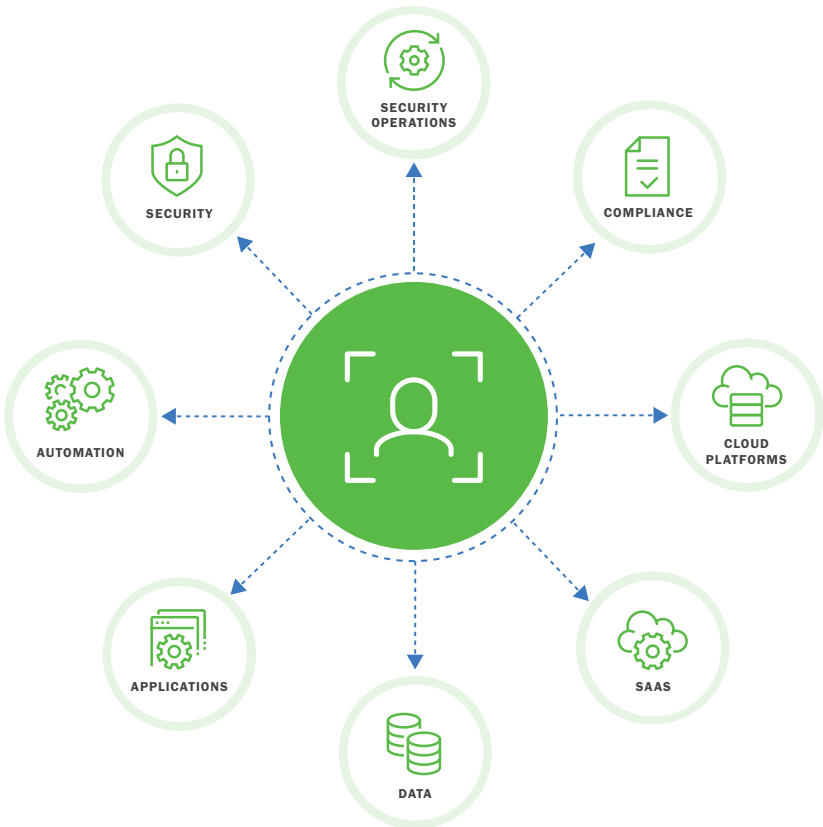 SECURITY
OPERATIONS
COMPLIANCE
CLOUD
PLATFORMS
SAAS
DATA
APPLICATIONS
AUTOMATION
SECURITY